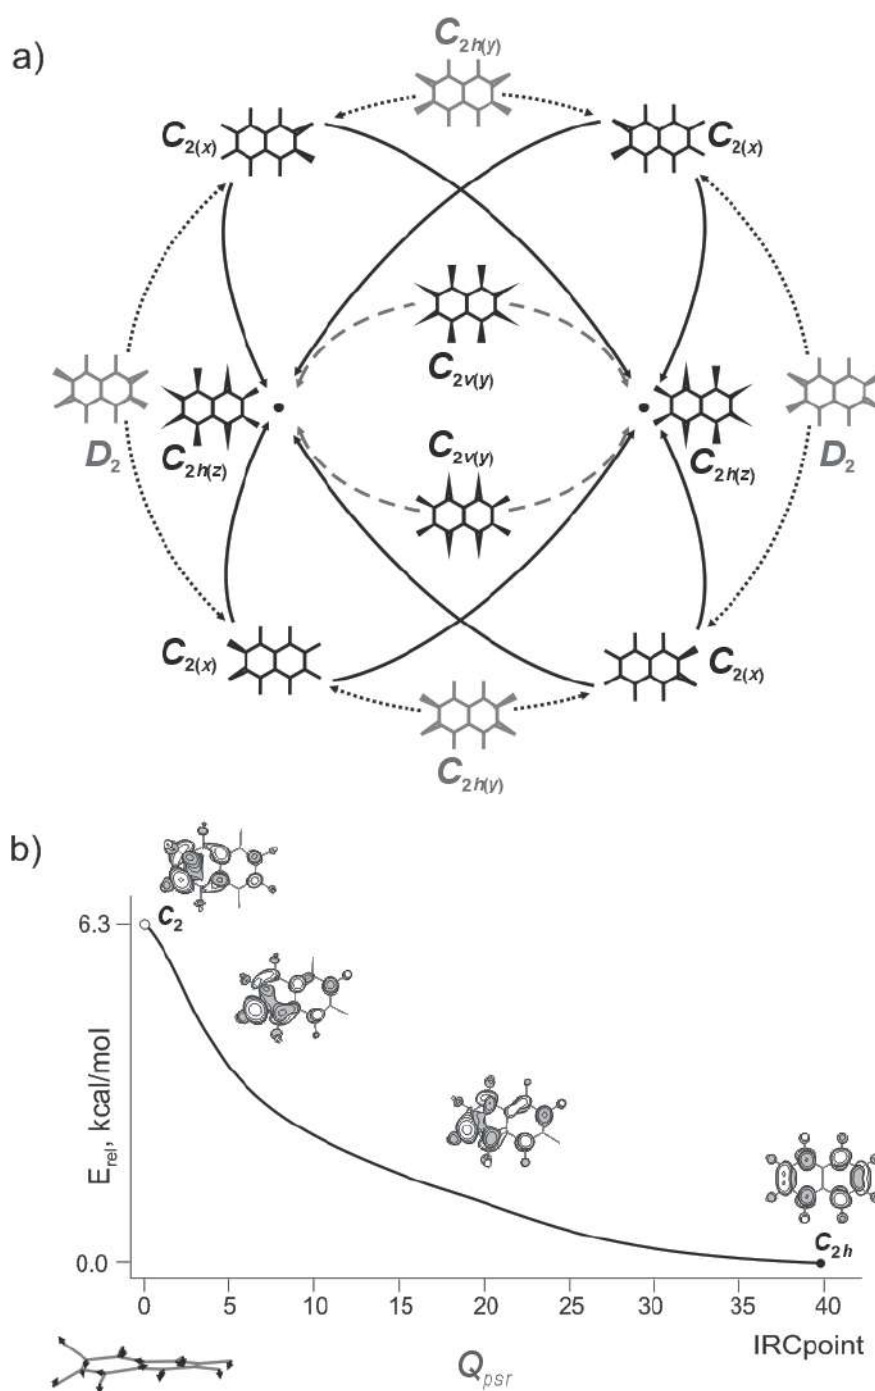 a)
C2h(y)
C2(x)
C2(x)
C2v(y)
D2
C2h(z)
C2v(y)
C2h(z)
D2
C2(x)
C2(x)
C2h(y)
b)
6.3
C2
Erel, kcal/mol
C2h
0.0
0 5 10 15 20 25 30 35 40
IRCpoint
Qpsr